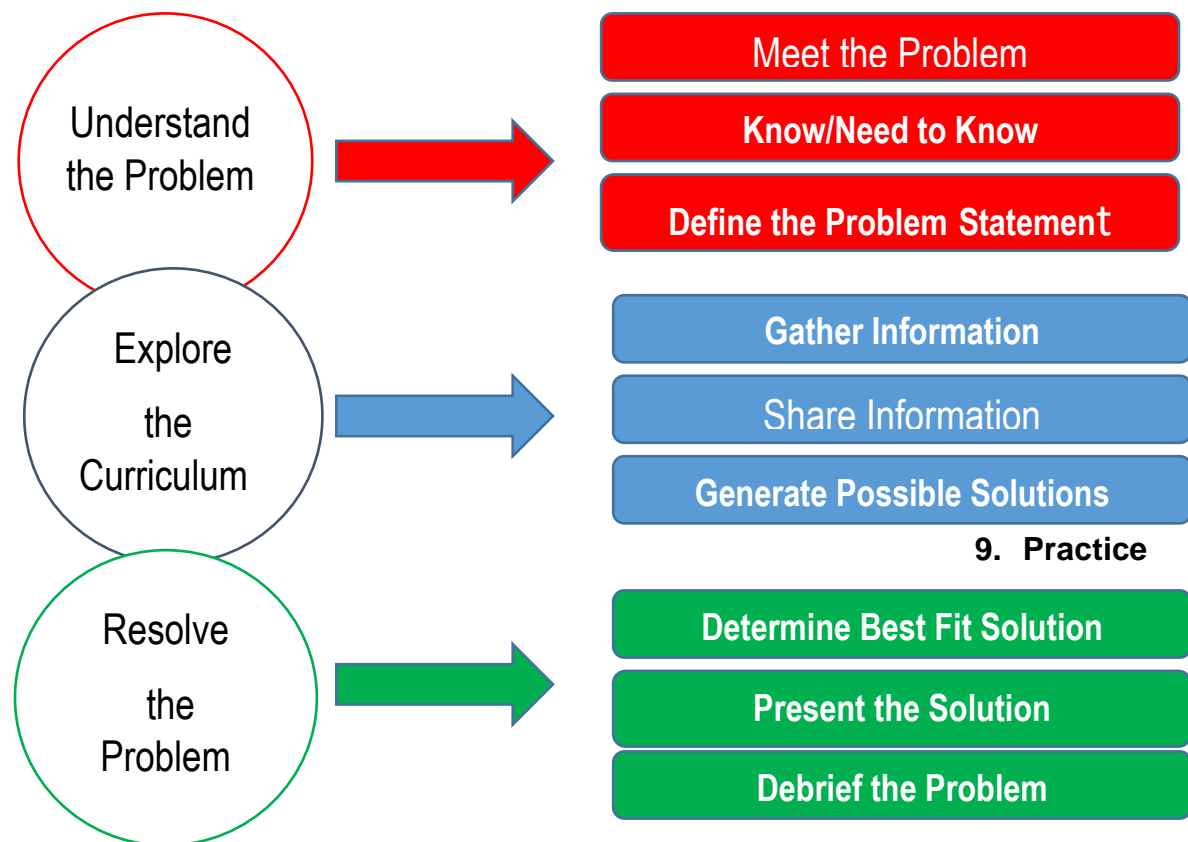 Understand
the Problem
Meet the Problem
Know/Need to Know
Define the Problem Statement
Explore
the
Curriculum
Gather Information
Share Information
Generate Possible Solutions
9. Practice
Resolve
the
Problem
Determine Best Fit Solution
Present the Solution
Debrief the Problem